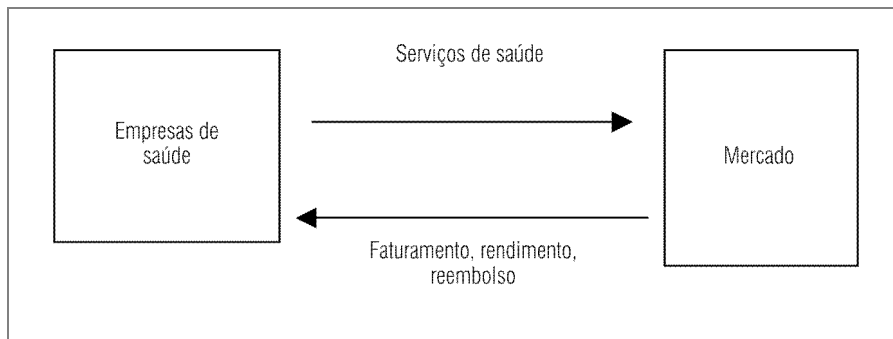 Serviços de saúde
Empresas de
saúde
Mercado
Faturamento, rendimento,
reembolso